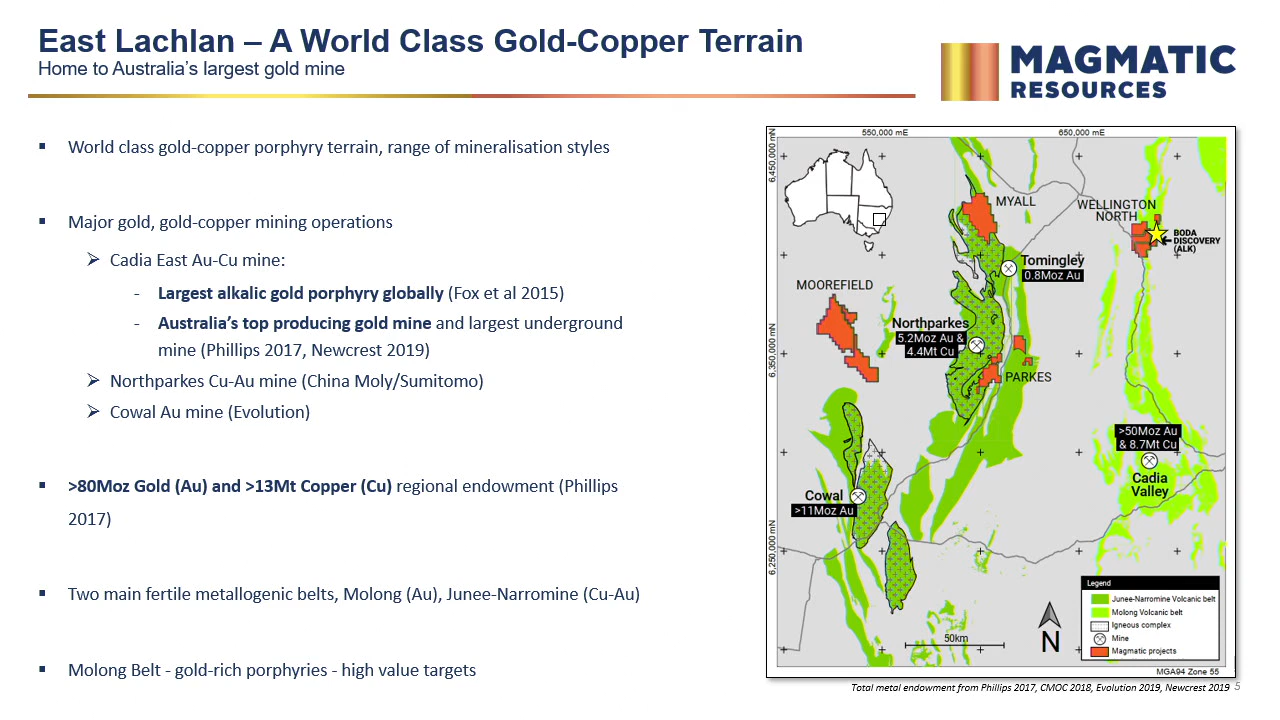 East Lachlan – A World Class Gold-Copper Terrain
Home to Australia's largest gold mine
MAGMATIC
RESOURCES
▪ World class gold-copper porphyry terrain, range of mineralisation styles
▪ Major gold, gold-copper mining operations
➢ Cadia East Au-Cu mine:
- Largest alkalic gold porphyry globally (Fox et al 2015)
- Australia's top producing gold mine and largest underground
mine (Phillips 2017, Newcrest 2019)
➢ Northparkes Cu-Au mine (China Moly/Sumitomo)
➢ Cowal Au mine (Evolution)
▪ >80Moz Gold (Au) and >13Mt Copper (Cu) regional endowment (Phillips
2017)
▪ Two main fertile metallogenic belts, Molong (Au), Junee-Narromine (Cu-Au)
▪ Molong Belt - gold-rich porphyries - high value targets
550,000 mE
650,000 mE
6,450,000 mN
6,350,000 mN
6,250,000 mN
MYALL
WELLINGTON
NORTH
BODA
DISCOVERY
(ALK)
Tomingley
0.8Moz Au
MOOREFIELD
Northparkes
5.2Moz Au &
4.4Mt Cu
PARKES
>50Moz Au
& 8.7Mt Cu
Cadia
Valley
Cowal
>11Moz Au
50km
N
Legend
Junee-Narromine Volcanic belt
Molong Volcanic belt
Igneous complex
Mine
Magmatic projects
MGA94 Zone 55
Total metal endowment from Phillips 2017, CMOC 2018, Evolution 2019, Newcrest 2019
5